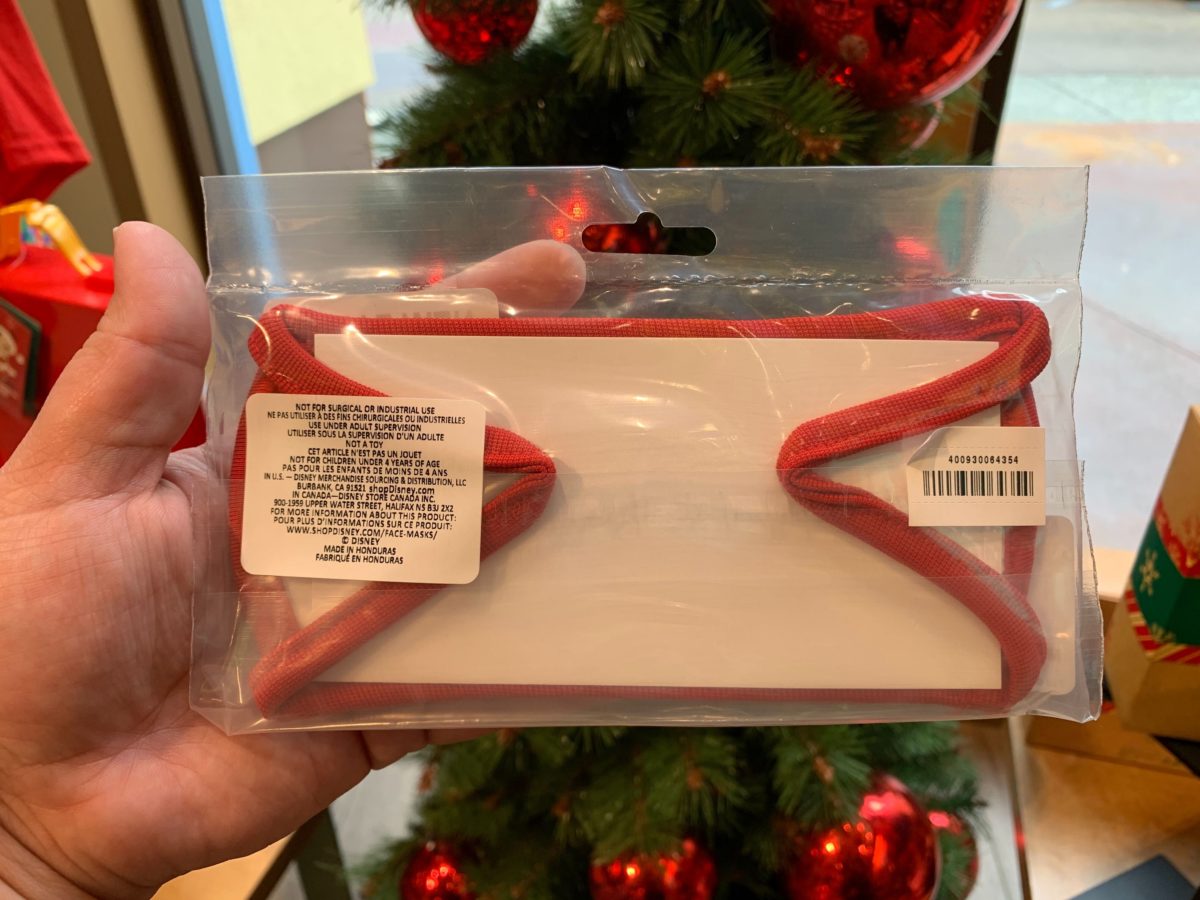 NOT FOR SURGICAL OR INDUSTRIAL USE
NE PAS UTILISER À DES FINS CHIRURGICALES OU INDUSTRIELLES
USE UNDER ADULT SUPERVISION
UTILISER SOUS LA SUPERVISION D'UN ADULTE
NOT A TOY
CET ARTICLE N'EST PAS UN JOUET
NOT FOR CHILDREN UNDER 4 YEARS OF AGE
PAS POUR LES ENFANTS DE MOINS DE 4 ANS
IN U.S. — DISNEY MERCHANDISE SOURCING & DISTRIBUTION, LLC
BURBANK, CA 91521 shopDisney.com
IN CANADA—DISNEY STORE CANADA INC.
900-1959 UPPER WATER STREET, HALIFAX NS B3J 2X2
FOR MORE INFORMATION ABOUT THIS PRODUCT:
POUR PLUS D'INFORMATIONS SUR CE PRODUIT:
WWW.SHOPDISNEY.COM/FACE-MASKS/
© DISNEY
MADE IN HONDURAS
FABRIQUÉ EN HONDURAS
400930064354